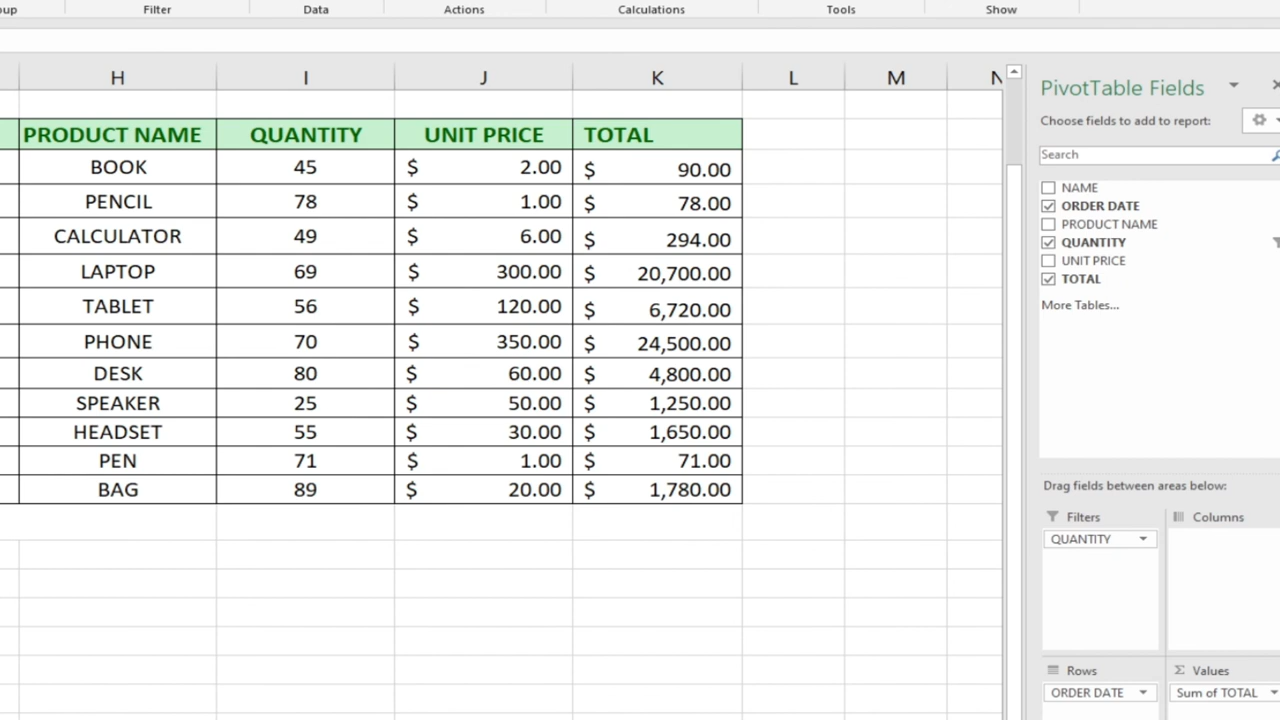 oup Filter Data Actions Calculations Tools Show
H I J K L M N
PivotTable Fields
Choose fields to add to report:
Search
NAME
ORDER DATE
PRODUCT NAME
QUANTITY
UNIT PRICE
TOTAL
More Tables...
PRODUCT NAME QUANTITY UNIT PRICE TOTAL
BOOK 45 $ 2.00 $ 90.00
PENCIL 78 $ 1.00 $ 78.00
CALCULATOR 49 $ 6.00 $ 294.00
LAPTOP 69 $ 300.00 $ 20,700.00
TABLET 56 $ 120.00 $ 6,720.00
PHONE 70 $ 350.00 $ 24,500.00
DESK 80 $ 60.00 $ 4,800.00
SPEAKER 25 $ 50.00 $ 1,250.00
HEADSET 55 $ 30.00 $ 1,650.00
PEN 71 $ 1.00 $ 71.00
BAG 89 $ 20.00 $ 1,780.00
Drag fields between areas below:
Filters Columns
QUANTITY
Rows Σ Values
ORDER DATE Sum of TOTAL